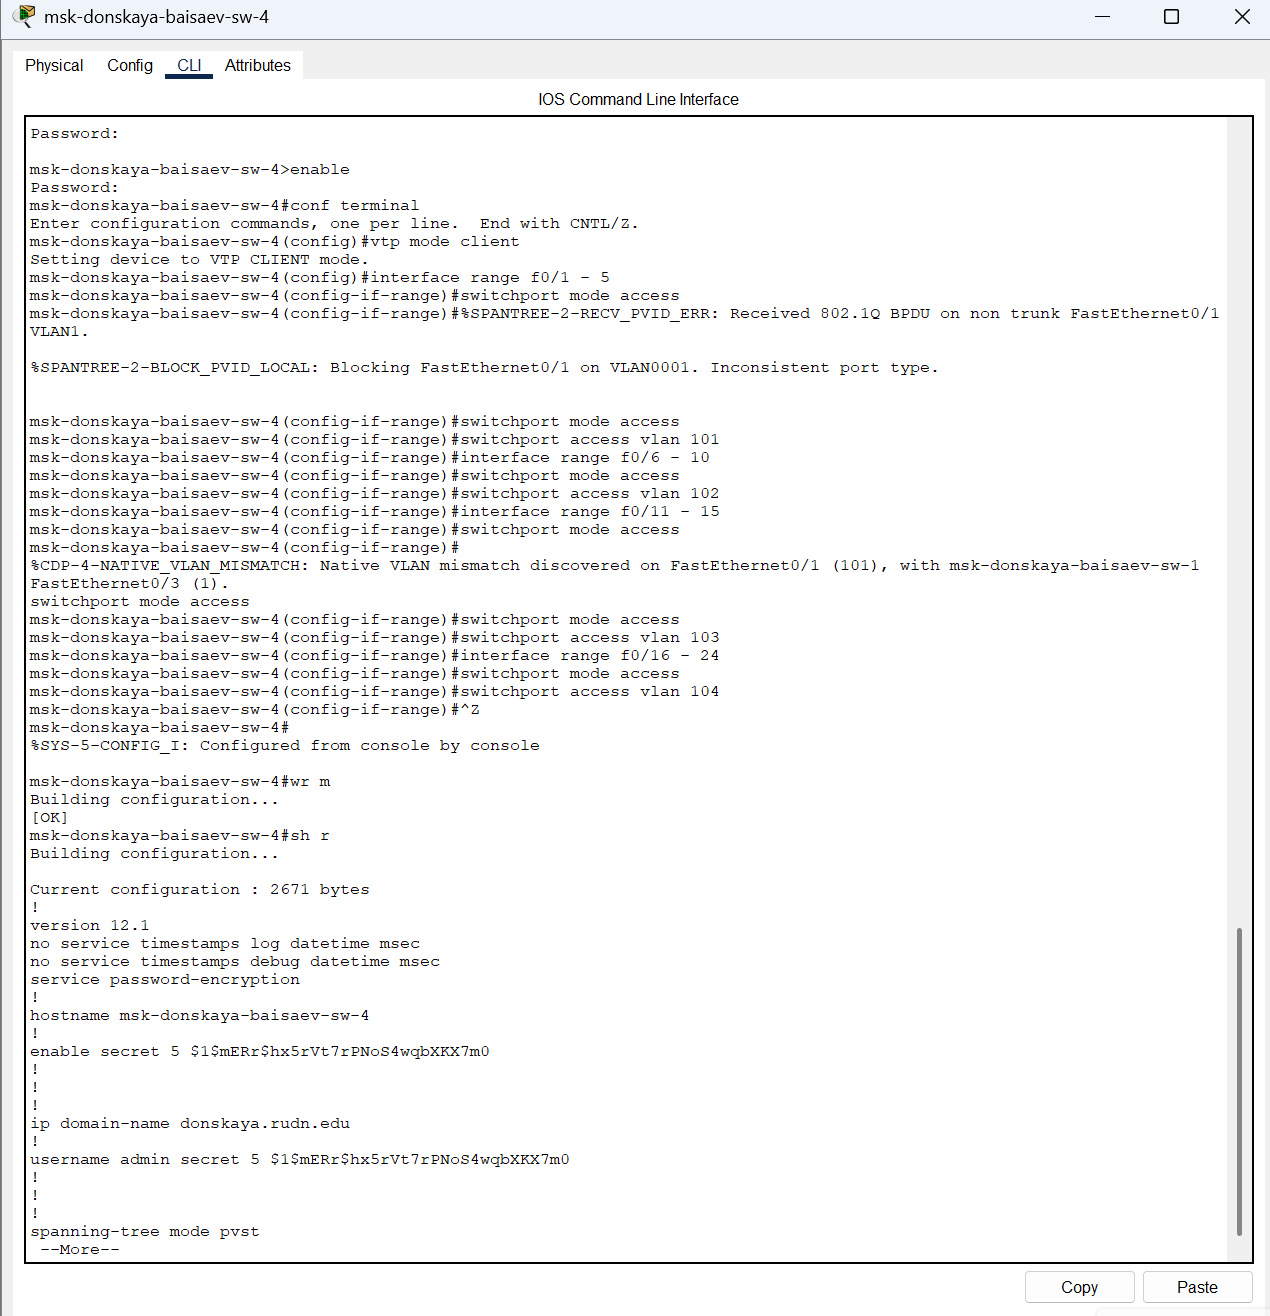 msk-donskaya-baisaev-sw-4
Physical Config CLI Attributes
IOS Command Line Interface
Password:
msk-donskaya-baisaev-sw-4>enable
Password:
msk-donskaya-baisaev-sw-4#conf terminal
Enter configuration commands, one per line.  End with CNTL/Z.
msk-donskaya-baisaev-sw-4(config)#vtp mode client
Setting device to VTP CLIENT mode.
msk-donskaya-baisaev-sw-4(config)#interface range f0/1 - 5
msk-donskaya-baisaev-sw-4(config-if-range)#switchport mode access
msk-donskaya-baisaev-sw-4(config-if-range)#%SPANTREE-2-RECV_PVID_ERR: Received 802.1Q BPDU on non trunk FastEthernet0/1
VLAN1.
%SPANTREE-2-BLOCK_PVID_LOCAL: Blocking FastEthernet0/1 on VLAN0001. Inconsistent port type.
msk-donskaya-baisaev-sw-4(config-if-range)#switchport mode access
msk-donskaya-baisaev-sw-4(config-if-range)#switchport access vlan 101
msk-donskaya-baisaev-sw-4(config-if-range)#interface range f0/6 - 10
msk-donskaya-baisaev-sw-4(config-if-range)#switchport mode access
msk-donskaya-baisaev-sw-4(config-if-range)#switchport access vlan 102
msk-donskaya-baisaev-sw-4(config-if-range)#interface range f0/11 - 15
msk-donskaya-baisaev-sw-4(config-if-range)#switchport mode access
msk-donskaya-baisaev-sw-4(config-if-range)#
%CDP-4-NATIVE_VLAN_MISMATCH: Native VLAN mismatch discovered on FastEthernet0/1 (101), with msk-donskaya-baisaev-sw-1
FastEthernet0/3 (1).
switchport mode access
msk-donskaya-baisaev-sw-4(config-if-range)#switchport mode access
msk-donskaya-baisaev-sw-4(config-if-range)#switchport access vlan 103
msk-donskaya-baisaev-sw-4(config-if-range)#interface range f0/16 - 24
msk-donskaya-baisaev-sw-4(config-if-range)#switchport mode access
msk-donskaya-baisaev-sw-4(config-if-range)#switchport access vlan 104
msk-donskaya-baisaev-sw-4(config-if-range)#^Z
msk-donskaya-baisaev-sw-4#
%SYS-5-CONFIG_I: Configured from console by console
msk-donskaya-baisaev-sw-4#wr m
Building configuration...
[OK]
msk-donskaya-baisaev-sw-4#sh r
Building configuration...
Current configuration : 2671 bytes
!
version 12.1
no service timestamps log datetime msec
no service timestamps debug datetime msec
service password-encryption
!
hostname msk-donskaya-baisaev-sw-4
!
enable secret 5 $1$mERr$hx5rVt7rPNoS4wqbXKX7m0
!
!
!
ip domain-name donskaya.rudn.edu
!
username admin secret 5 $1$mERr$hx5rVt7rPNoS4wqbXKX7m0
!
!
!
spanning-tree mode pvst
--More--
Copy Paste